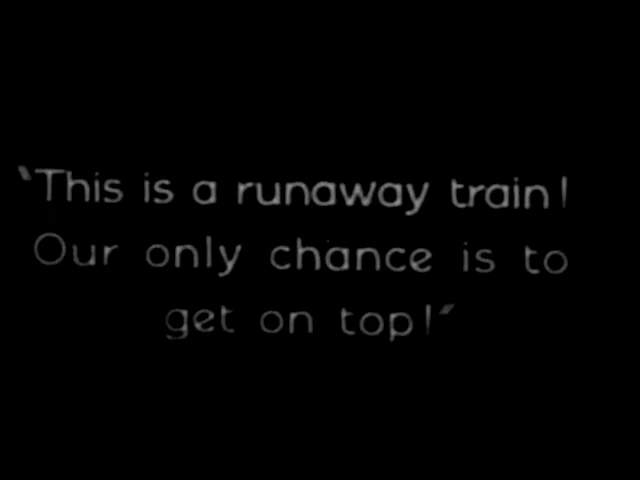 "This is a runaway train!
Our only chance is to
get on top!"